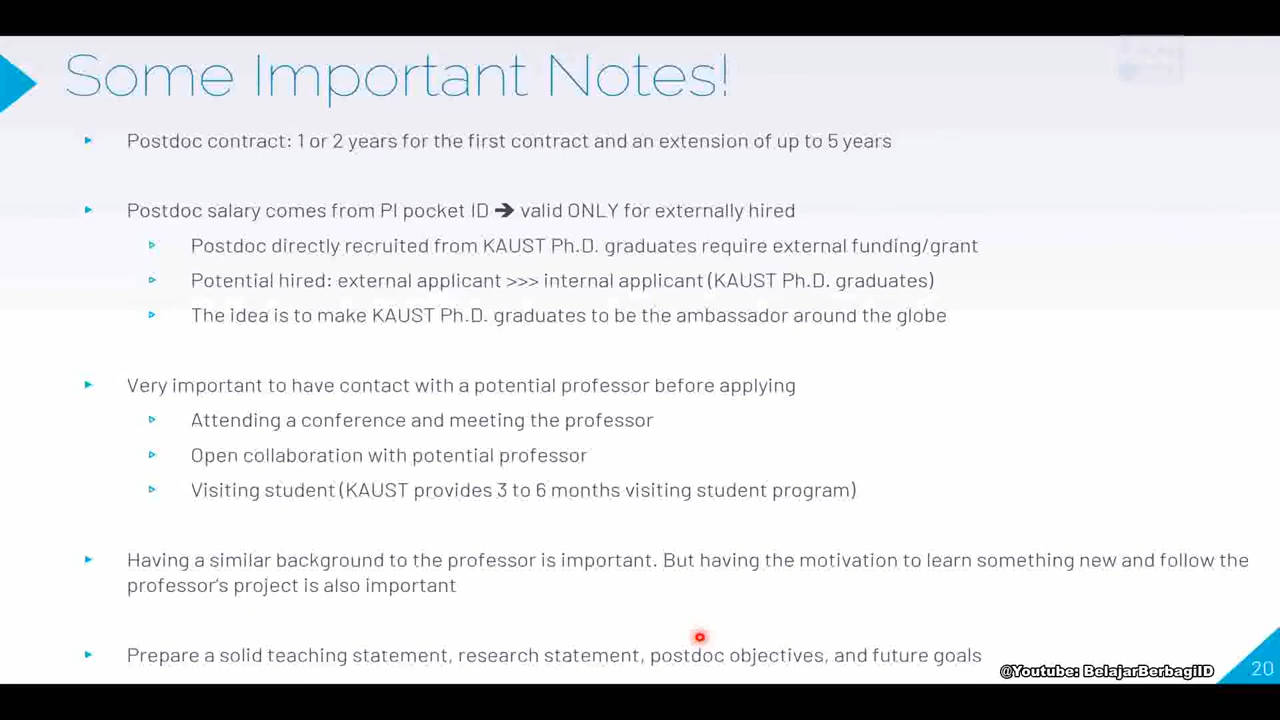 Some Important Notes!
Postdoc contract: 1 or 2 years for the first contract and an extension of up to 5 years
Postdoc salary comes from PI pocket ID ➔ valid ONLY for externally hired
Postdoc directly recruited from KAUST Ph.D. graduates require external funding/grant
Potential hired: external applicant >>> internal applicant (KAUST Ph.D. graduates)
The idea is to make KAUST Ph.D. graduates to be the ambassador around the globe
Very important to have contact with a potential professor before applying
Attending a conference and meeting the professor
Open collaboration with potential professor
Visiting student (KAUST provides 3 to 6 months visiting student program)
Having a similar background to the professor is important. But having the motivation to learn something new and follow the
professor's project is also important
Prepare a solid teaching statement, research statement, postdoc objectives, and future goals
@Youtube: BelajarBerbagiID
20